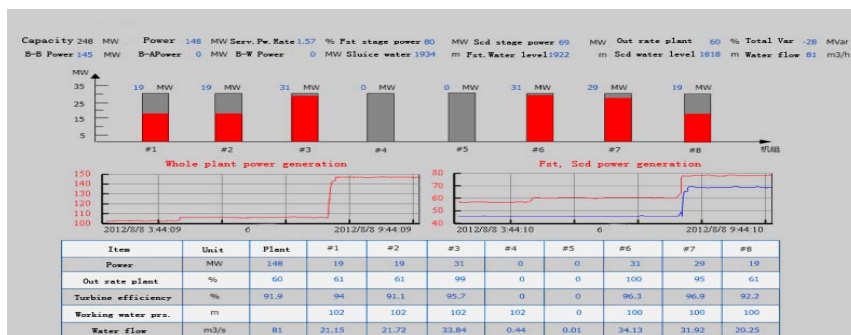 Capacity 248 MW Power 148 MW Serv.Pw.Rate 1.57 % Fst stage power 80 MW Scd stage power 69 MW Out rate plant 60 % Total Var -28 MVar
B-B Power 145 MW B-APower 0 MW B-W Power 0 MW Sluice water 1934 m Fst.Water level 1922 m Scd water level 1618 m Water flow 81 m3/h
MW
35
25
15
5
19 MW 19 MW 31 MW 0 MW 0 MW 31 MW 29 MW 19 MW
#1 #2 #3 #4 #5 #6 #7 #8 机组
Whole plant power generation
150
140
130
120
110
100
2012/8/8 3:44:09 6 2012/8/8 9:44:09
Fst, Scd power generation
80
70
60
50
40
2012/8/8 3:44:10 6 2012/8/8 9:44:10
Item Unit Plant #1 #2 #3 #4 #5 #6 #7 #8
Power MW 148 19 19 31 0 0 31 29 19
Out rate plant % 60 61 61 99 0 0 100 95 61
Turbine efficiency % 91.9 94 91.1 95.7 0 0 96.3 96.9 92.2
Working water prs. m 102 102 102 102 0 100 100 100
Water flow m3/s 81 21.15 21.72 33.84 0.44 0.01 34.13 31.92 20.25